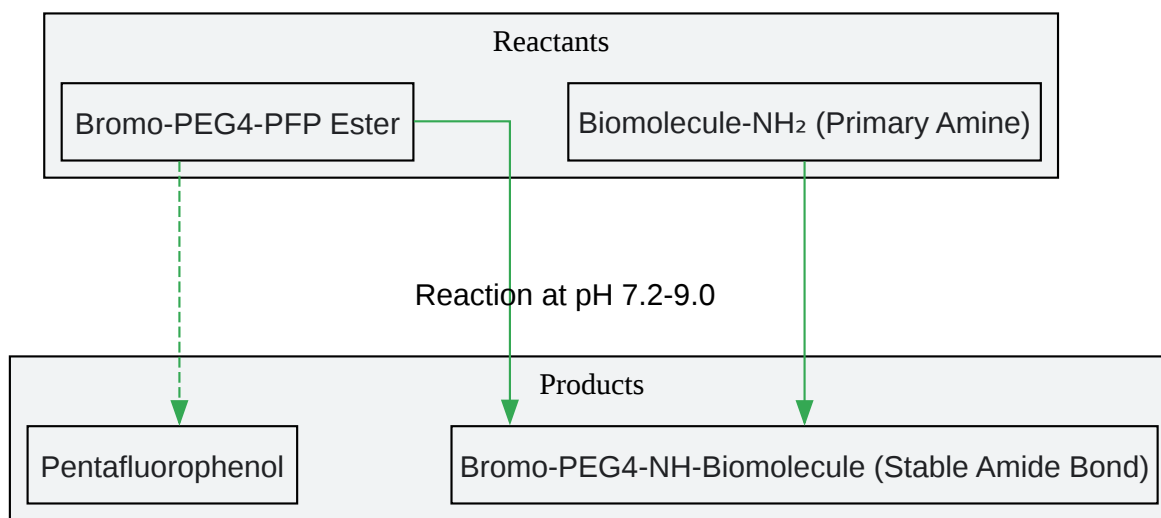 Reactants
Bromo-PEG4-PFP Ester
Biomolecule-NH₂ (Primary Amine)
Reaction at pH 7.2-9.0
Products
Pentafluorophenol
Bromo-PEG4-NH-Biomolecule (Stable Amide Bond)